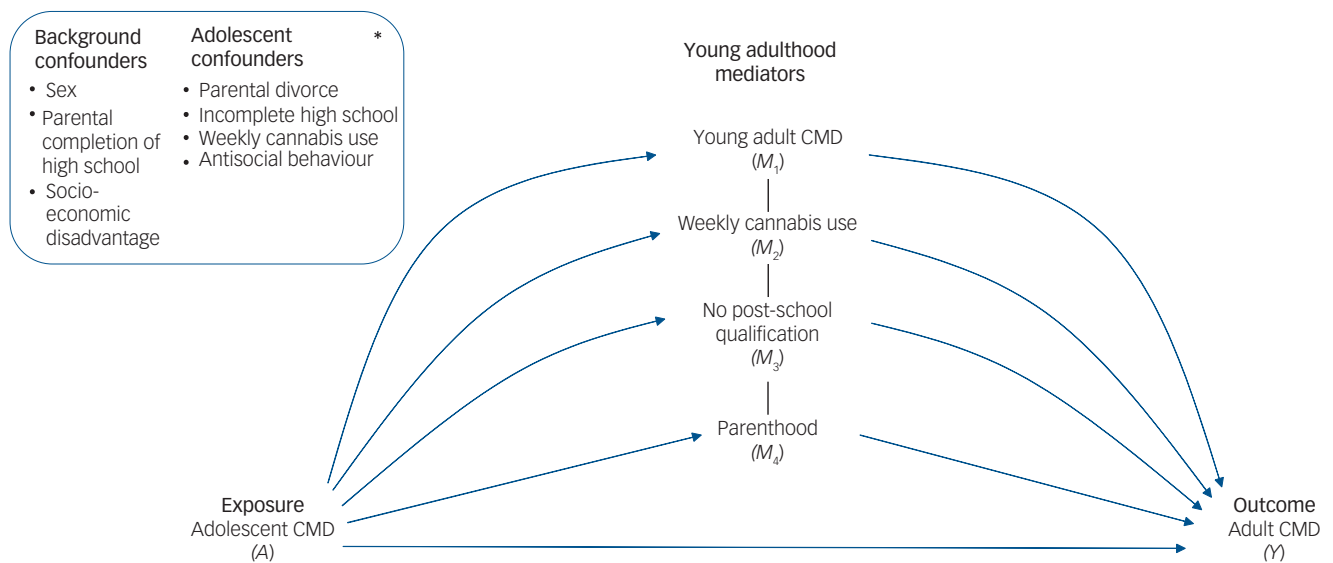 Background
confounders
• Sex
• Parental
completion of
high school
• Socio-
economic
disadvantage
Adolescent
confounders
*
• Parental divorce
• Incomplete high school
• Weekly cannabis use
• Antisocial behaviour
Young adulthood
mediators
Young adult CMD
(M₁)
Weekly cannabis use
(M₂)
No post-school
qualification
(M₃)
Parenthood
(M₄)
Exposure
Adolescent CMD
(A)
Outcome
Adult CMD
(Y)